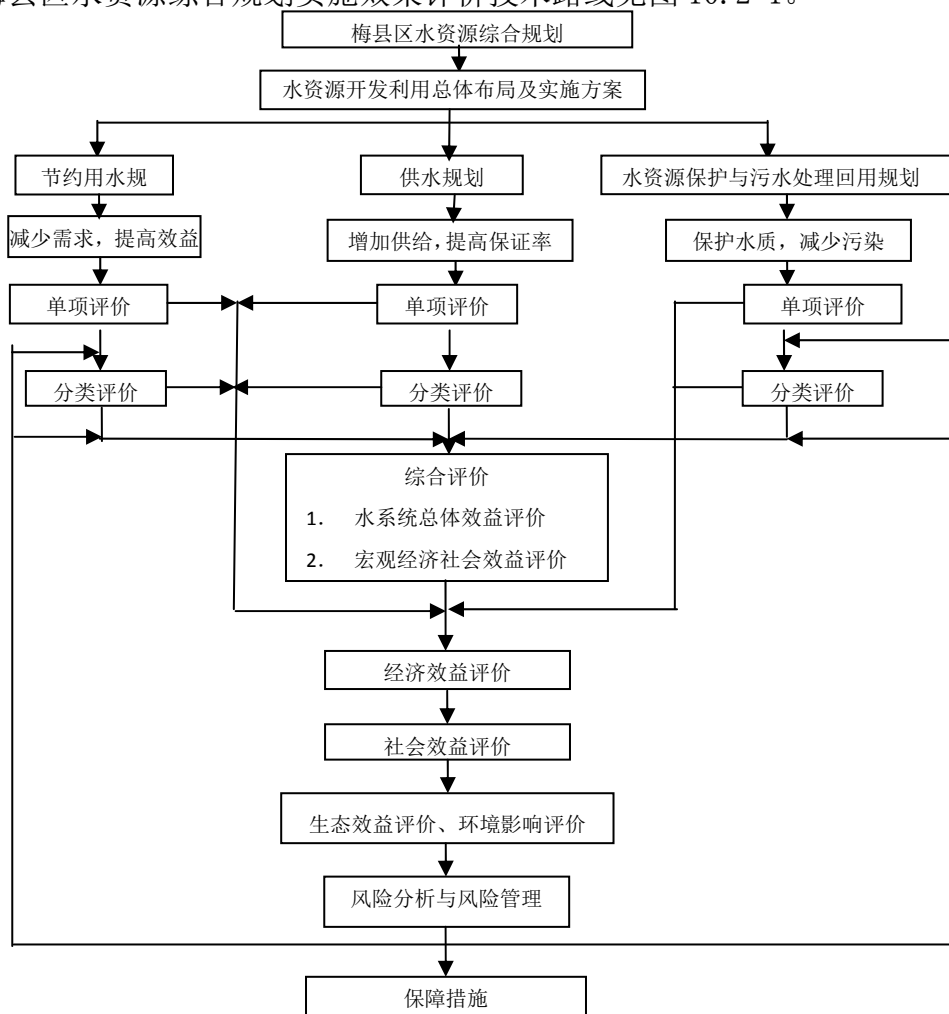 梅县区水资源综合规划实施效果评价技术路线见图 10.2-1。
梅县区水资源综合规划
水资源开发利用总体布局及实施方案
节约用水规
供水规划
水资源保护与污水处理回用规划
减少需求，提高效益
增加供给，提高保证率
保护水质，减少污染
单项评价
单项评价
单项评价
分类评价
分类评价
分类评价
综合评价
1. 水系统总体效益评价
2. 宏观经济社会效益评价
经济效益评价
社会效益评价
生态效益评价、环境影响评价
风险分析与风险管理
保障措施